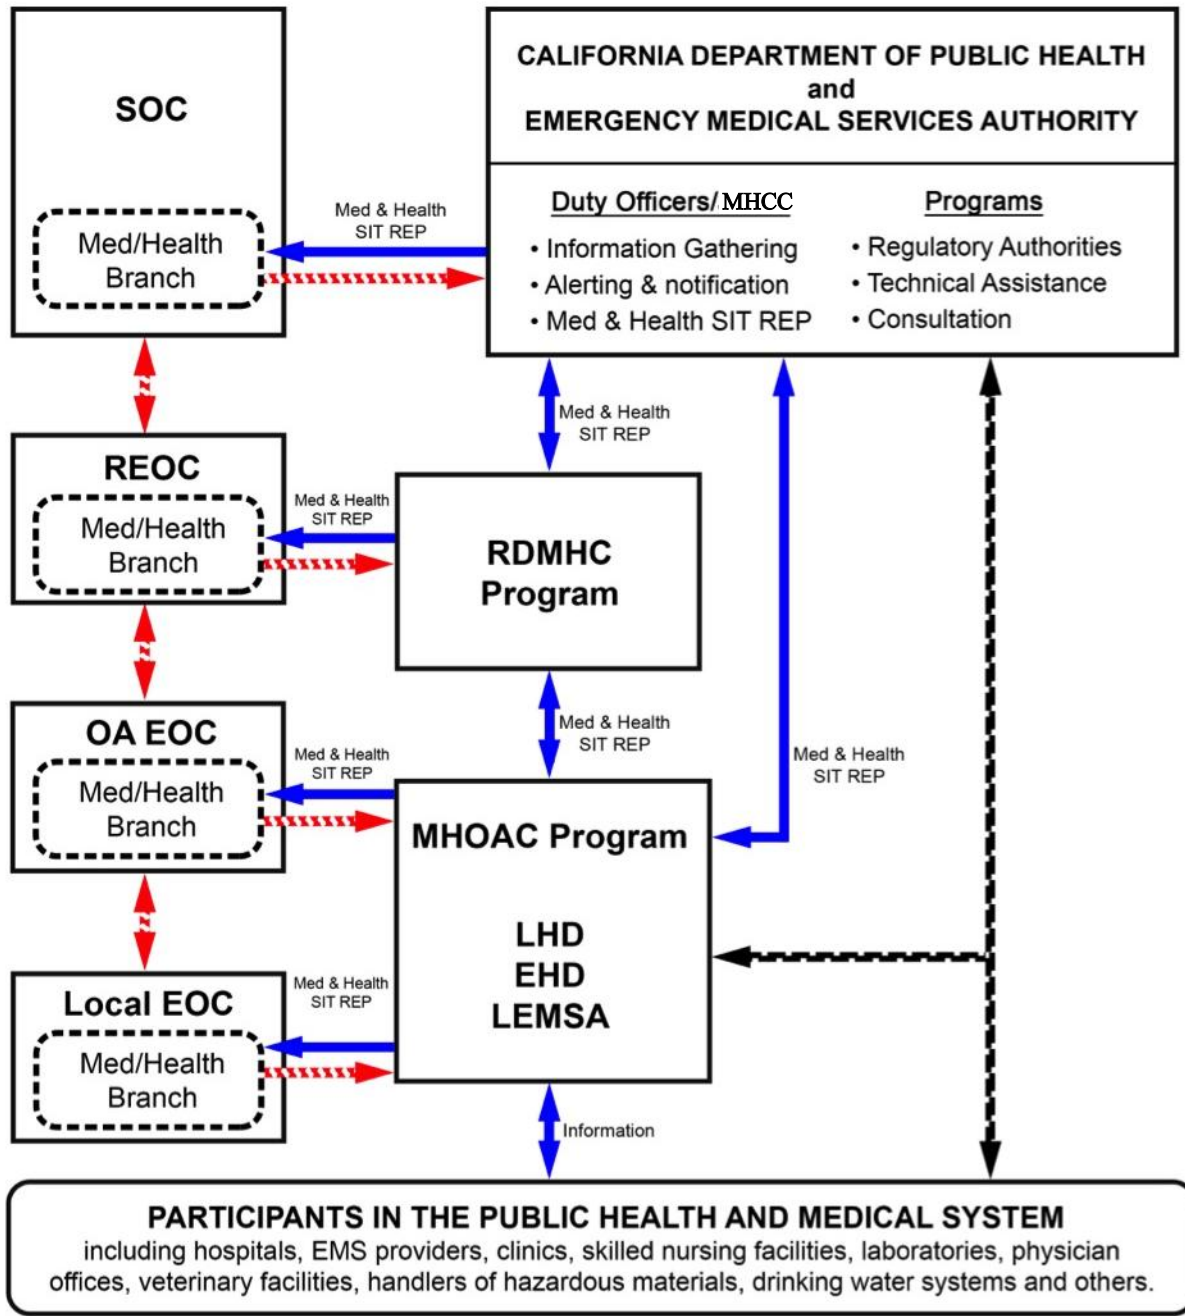 SOC
Med/Health
Branch
Med & Health
SIT REP
CALIFORNIA DEPARTMENT OF PUBLIC HEALTH
and
EMERGENCY MEDICAL SERVICES AUTHORITY
Duty Officers/ MHCC
• Information Gathering
• Alerting & notification
• Med & Health SIT REP
Programs
• Regulatory Authorities
• Technical Assistance
• Consultation
Med & Health
SIT REP
REOC
Med/Health
Branch
Med & Health
SIT REP
RDMHC
Program
Med & Health
SIT REP
OA EOC
Med/Health
Branch
Med & Health
SIT REP
Med & Health
SIT REP
MHOAC Program
LHD
EHD
LEMSA
Local EOC
Med/Health
Branch
Med & Health
SIT REP
Information
PARTICIPANTS IN THE PUBLIC HEALTH AND MEDICAL SYSTEM
including hospitals, EMS providers, clinics, skilled nursing facilities, laboratories, physician
offices, veterinary facilities, handlers of hazardous materials, drinking water systems and others.